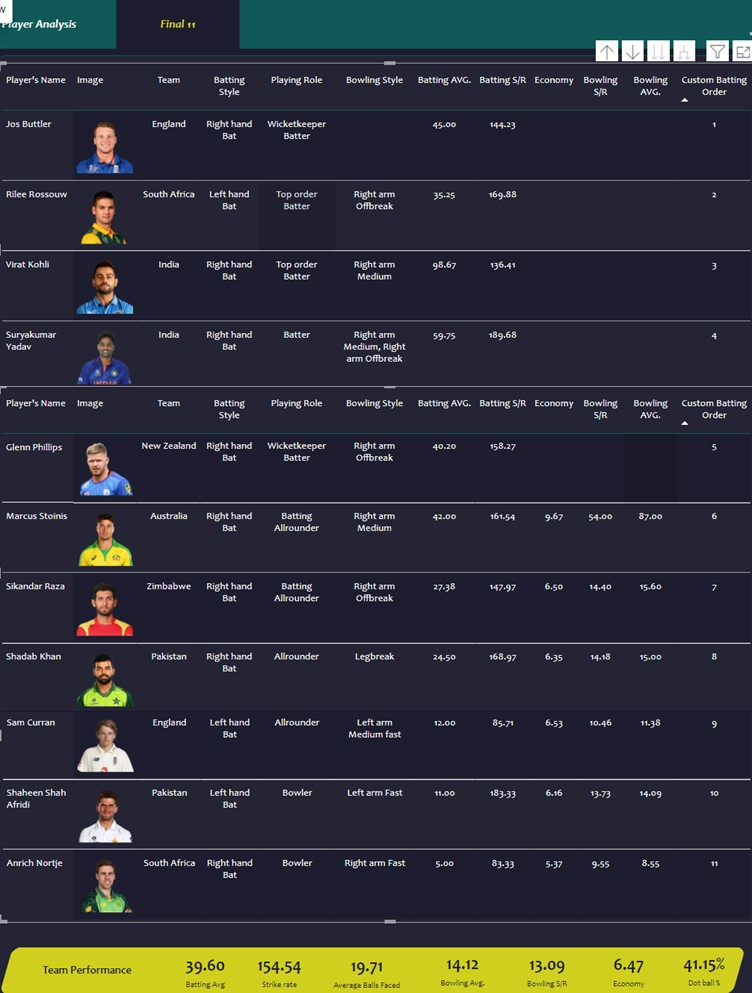 w
Player Analysis
Final 11
Player's Name Image Team Batting Style Playing Role Bowling Style Batting AVG. Batting S/R Economy Bowling S/R Bowling AVG. Custom Batting Order
Jos Buttler England Right hand Bat Wicketkeeper Batter 45.00 144.23 1
Rilee Rossouw South Africa Left hand Bat Top order Batter Right arm Offbreak 35.25 169.88 2
Virat Kohli India Right hand Bat Top order Batter Right arm Medium 98.67 136.41 3
Suryakumar Yadav India Right hand Bat Batter Right arm Medium, Right arm Offbreak 59.75 189.68 4
INDIA
Player's Name Image Team Batting Style Playing Role Bowling Style Batting AVG. Batting S/R Economy Bowling S/R Bowling AVG. Custom Batting Order
Glenn Phillips New Zealand Right hand Bat Wicketkeeper Batter Right arm Offbreak 40.20 158.27 5
Marcus Stoinis Australia Right hand Bat Batting Allrounder Right arm Medium 42.00 161.54 9.67 54.00 87.00 6
Sikandar Raza Zimbabwe Right hand Bat Batting Allrounder Right arm Offbreak 27.38 147.97 6.50 14.40 15.60 7
Shadab Khan Pakistan Right hand Bat Allrounder Legbreak 24.50 168.97 6.35 14.18 15.00 8
Sam Curran England Left hand Bat Allrounder Left arm Medium fast 12.00 85.71 6.53 10.46 11.38 9
Shaheen Shah Afridi Pakistan Left hand Bat Bowler Left arm Fast 11.00 183.33 6.16 13.73 14.09 10
Anrich Nortje South Africa Right hand Bat Bowler Right arm Fast 5.00 83.33 5.37 9.55 8.55 11
Team Performance
39.60 154.54 19.71 14.12 13.09 6.47 41.15%
Batting Avg Strike rate Average Balls Faced Bowling Avg. Bowling S/R Economy Dot ball %